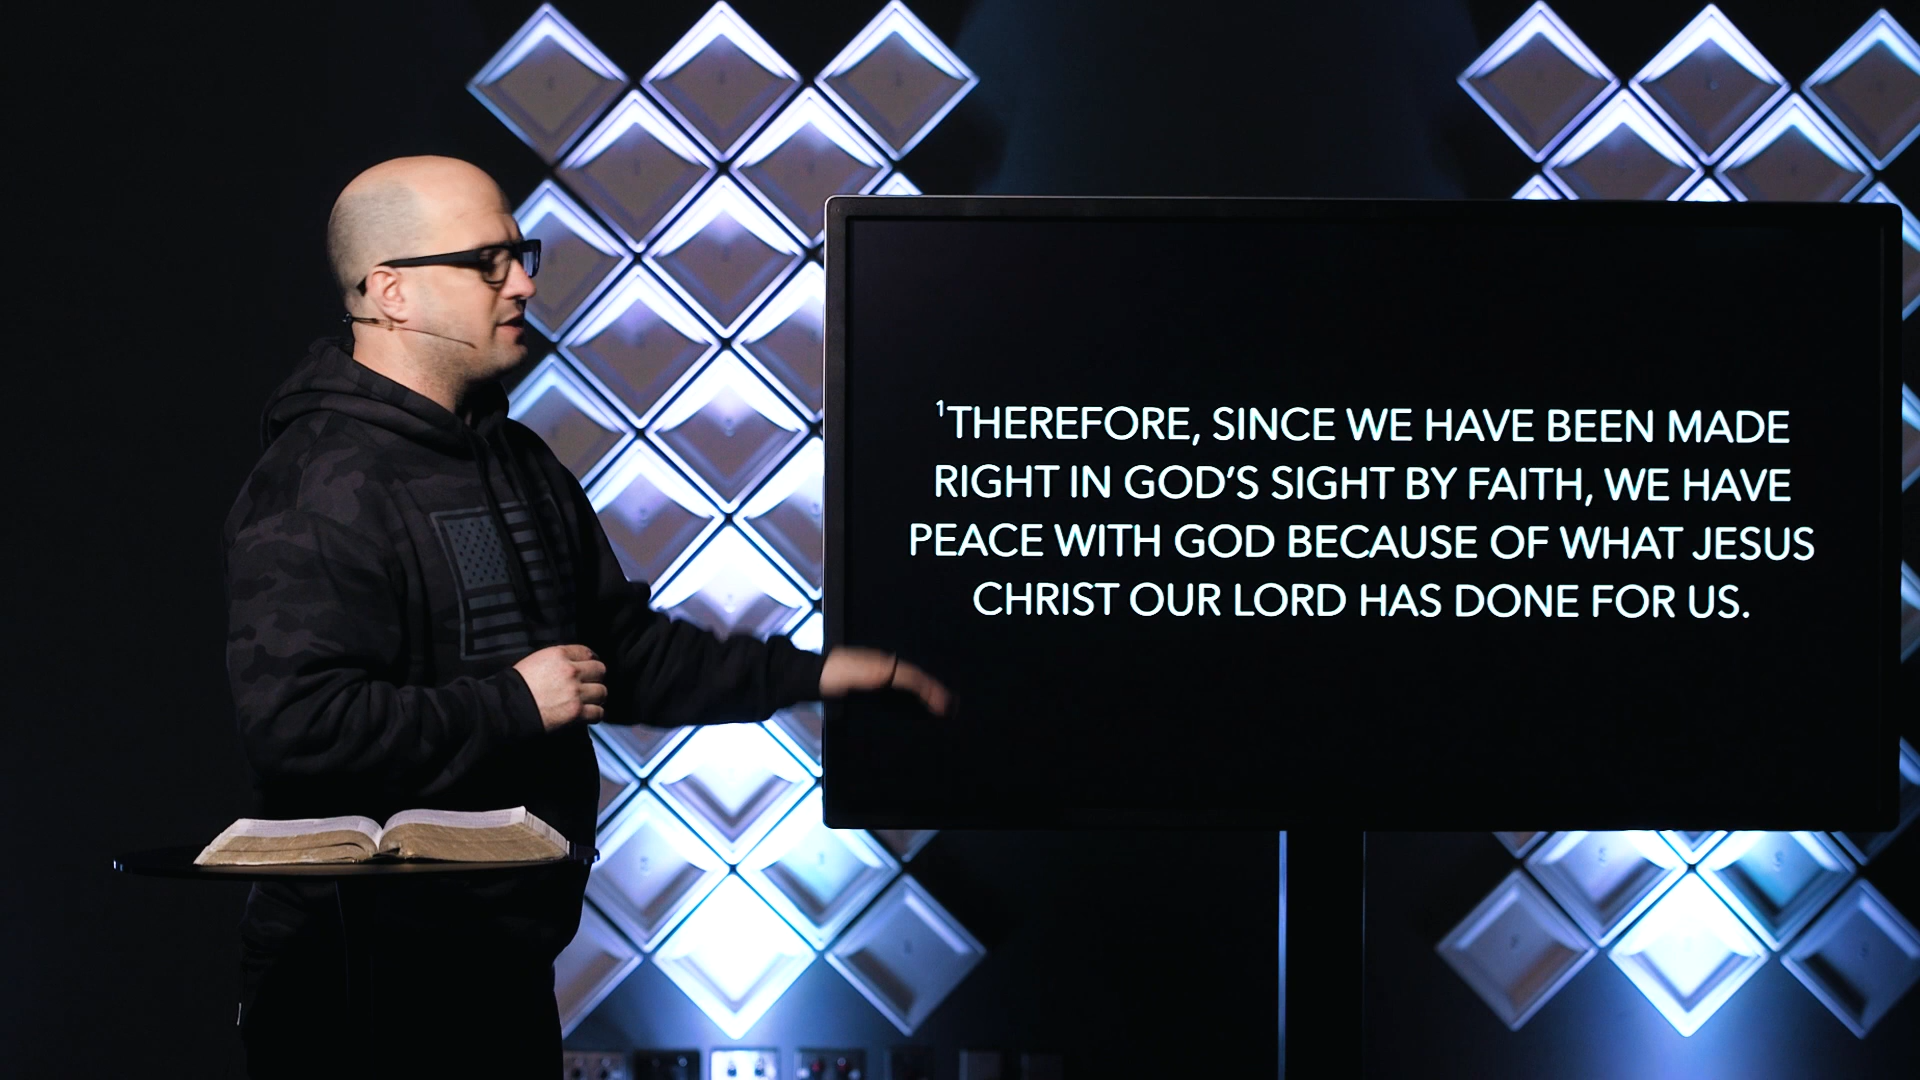 ¹THEREFORE, SINCE WE HAVE BEEN MADE
RIGHT IN GOD'S SIGHT BY FAITH, WE HAVE
PEACE WITH GOD BECAUSE OF WHAT JESUS
CHRIST OUR LORD HAS DONE FOR US.